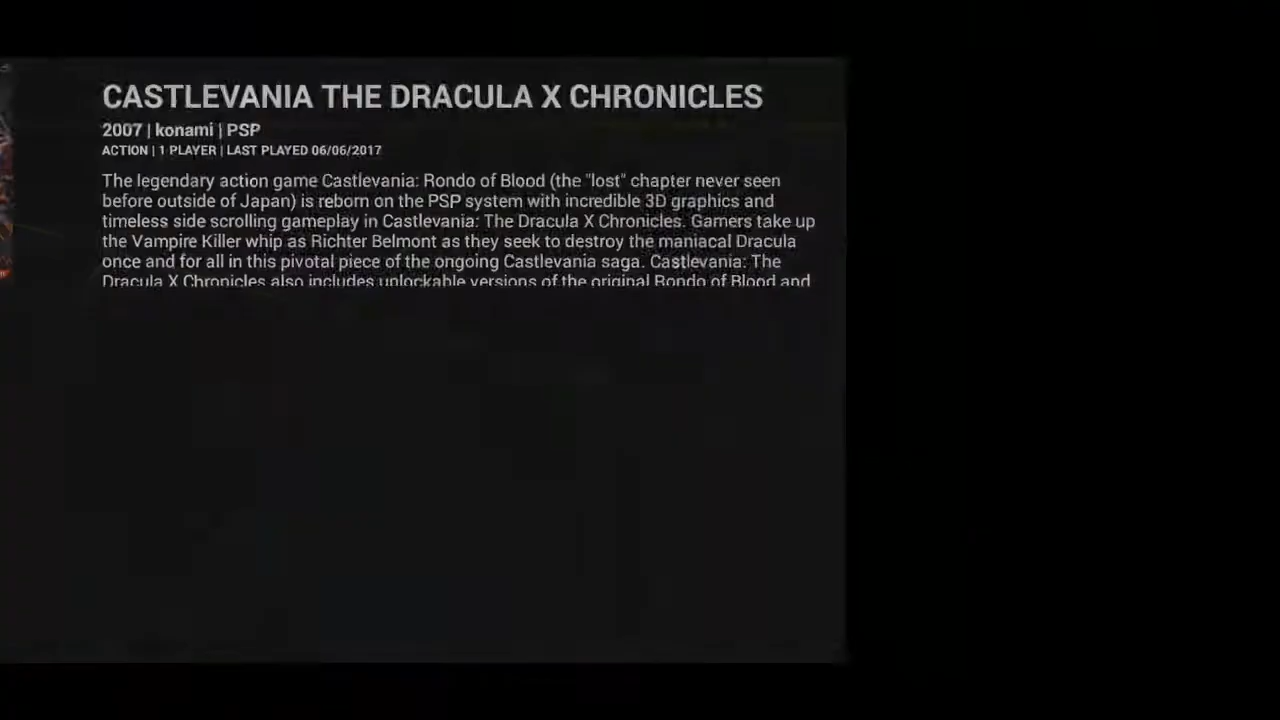 CASTLEVANIA THE DRACULA X CHRONICLES
2007 | konami | PSP
ACTION | 1 PLAYER | LAST PLAYED 06/06/2017
The legendary action game Castlevania: Rondo of Blood (the "lost" chapter never seen
before outside of Japan) is reborn on the PSP system with incredible 3D graphics and
timeless side scrolling gameplay in Castlevania: The Dracula X Chronicles. Gamers take up
the Vampire Killer whip as Richter Belmont as they seek to destroy the maniacal Dracula
once and for all in this pivotal piece of the ongoing Castlevania saga. Castlevania: The
Dracula X Chronicles also includes unlockable versions of the original Rondo of Blood and